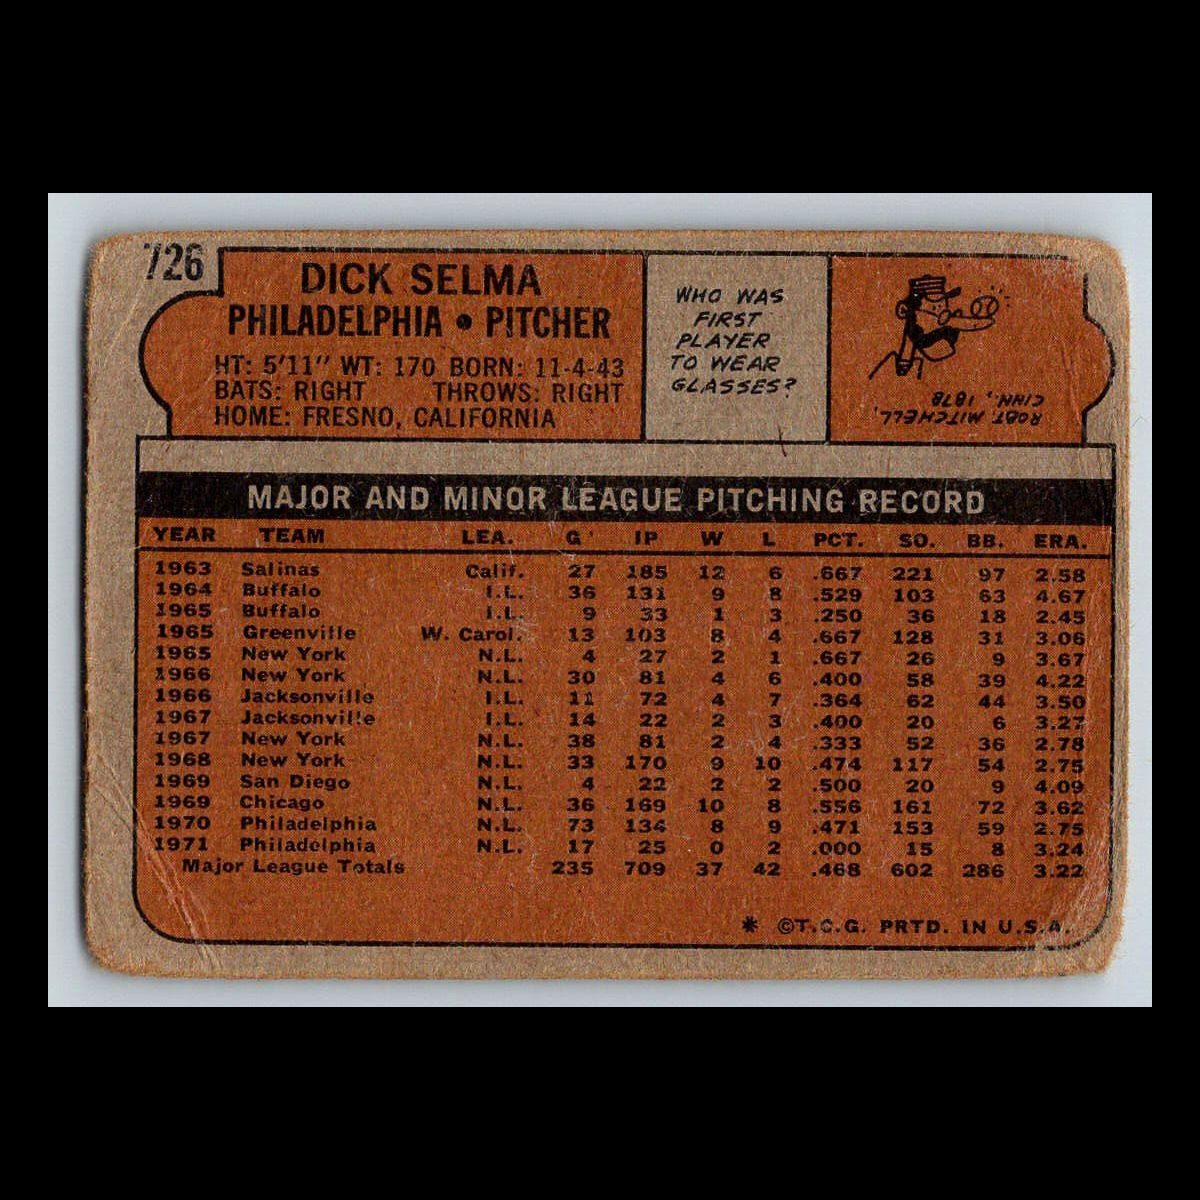 726
DICK SELMA
PHILADELPHIA • PITCHER
HT: 5'11" WT: 170 BORN: 11-4-43
BATS: RIGHT THROWS: RIGHT
HOME: FRESNO, CALIFORNIA
WHO WAS
FIRST
PLAYER
TO WEAR
GLASSES?
ROBT MITCHELL,
CINN., 1878
MAJOR AND MINOR LEAGUE PITCHING RECORD
YEAR TEAM LEA. G IP W L PCT. SO. BB. ERA.
1963 Salinas Calif. 27 185 12 6 .667 221 97 2.58
1964 Buffalo I.L. 36 131 9 8 .529 103 63 4.67
1965 Buffalo I.L. 9 33 1 3 .250 36 18 2.45
1965 Greenville W. Carol. 13 103 8 4 .667 128 31 3.06
1965 New York N.L. 4 27 2 1 .667 26 9 3.67
1966 New York N.L. 30 81 4 6 .400 58 39 4.22
1966 Jacksonville I.L. 11 72 4 7 .364 62 44 3.50
1967 Jacksonville I.L. 14 22 2 3 .400 20 6 3.27
1967 New York N.L. 38 81 2 4 .333 52 36 2.78
1968 New York N.L. 33 170 9 10 .474 117 54 2.75
1969 San Diego N.L. 4 22 2 2 .500 20 9 4.09
1969 Chicago N.L. 36 169 10 8 .556 161 72 3.62
1970 Philadelphia N.L. 73 134 8 9 .471 153 59 2.75
1971 Philadelphia N.L. 17 25 0 2 .000 15 8 3.24
Major League Totals 235 709 37 42 .468 602 286 3.22
* ©T.C.G. PRTD. IN U.S.A.